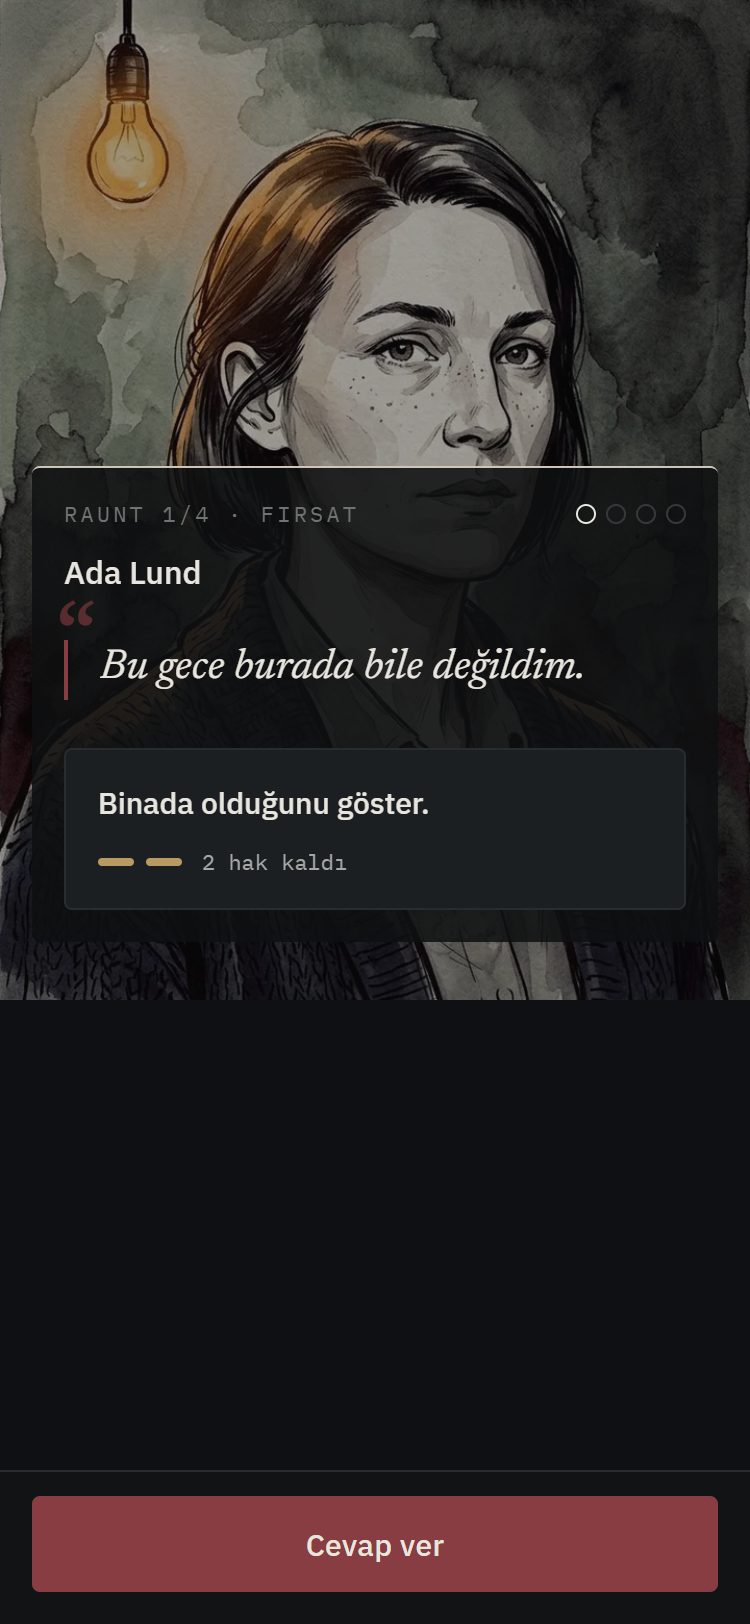 RAUNT 1/4 · FIRSAT
Ada Lund
“
Bu gece burada bile değildim.
Binada olduğunu göster.
2 hak kaldı
Cevap ver